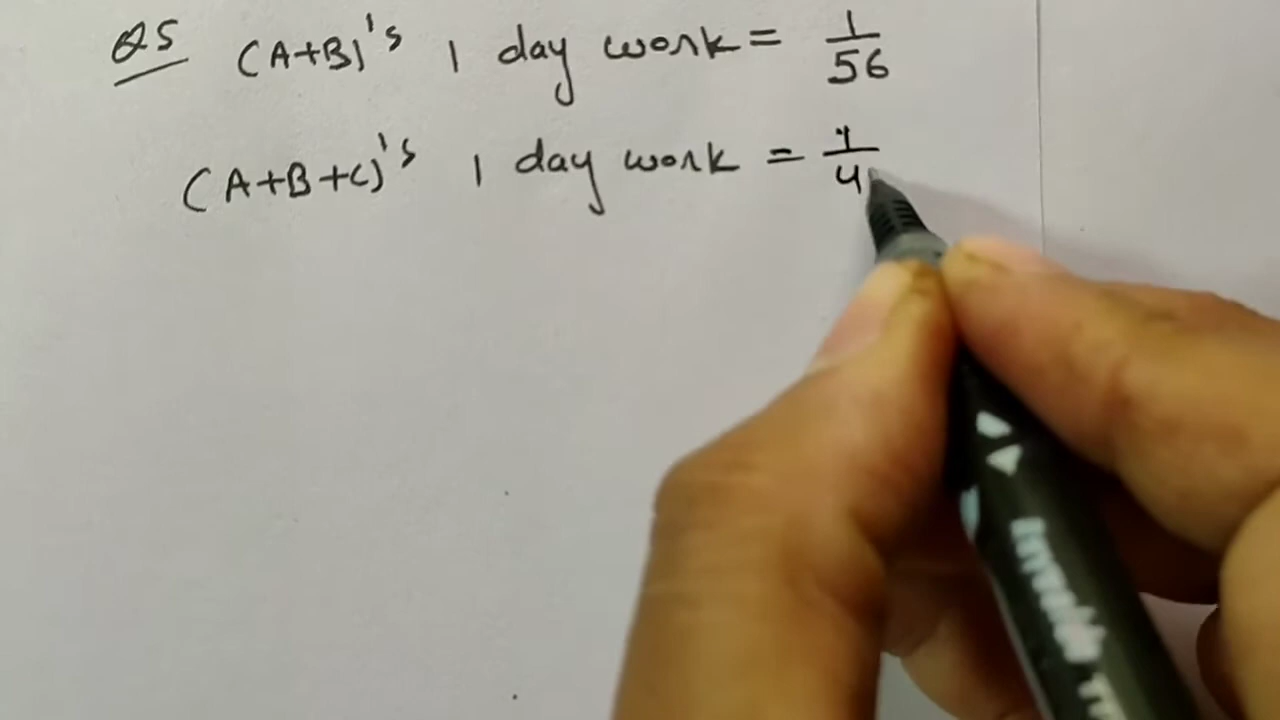 Q5 (A+B)'s 1 day work = 1/56
(A+B+C)'s 1 day work = 1/4